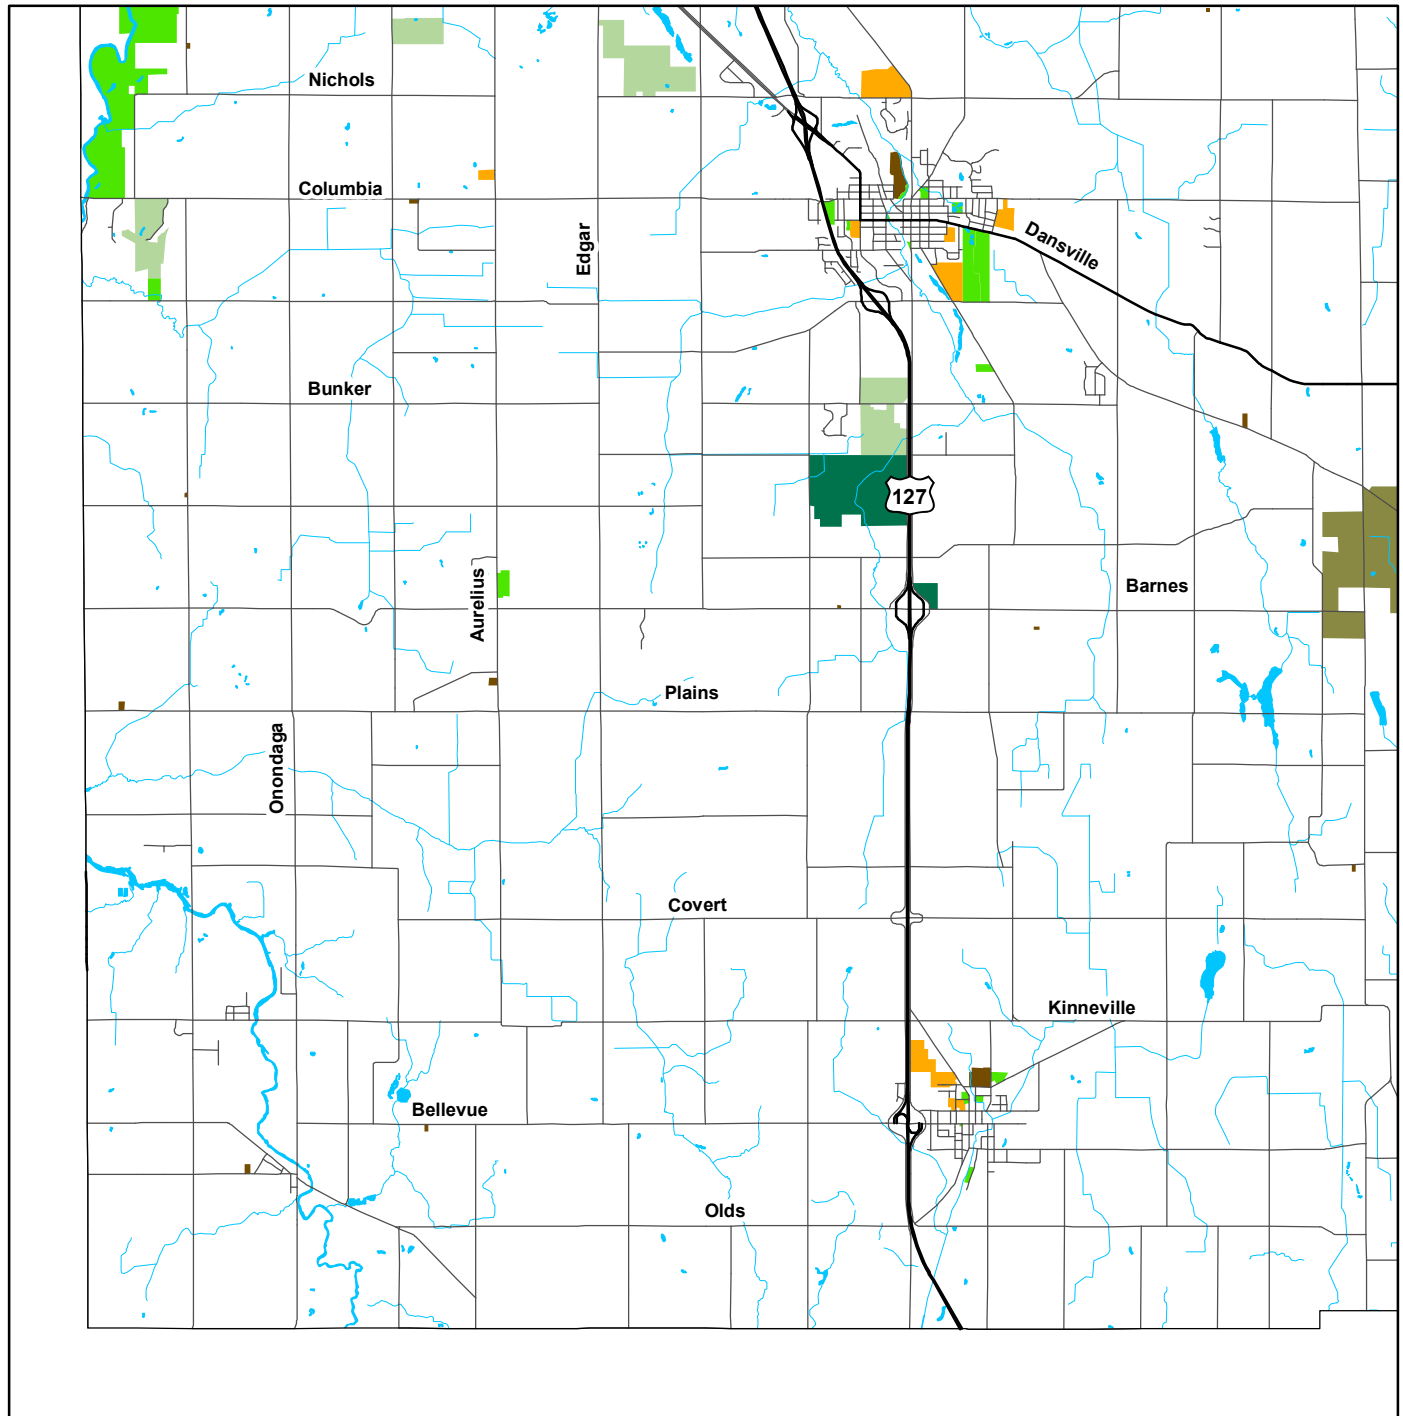 Nichols
Columbia
Edgar
Dansville
Bunker
127
Aurelius
Barnes
Plains
Onondaga
Covert
Kinneville
Bellevue
Olds